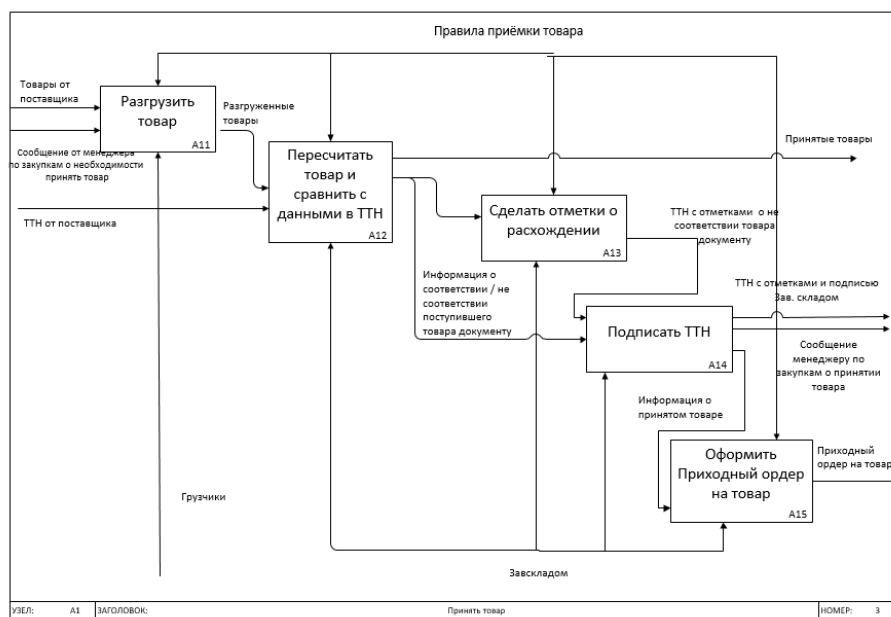 Правила приёмки товара
Товары от
поставщика
Разгрузить
товар
A11
Разгруженные
товары
Сообщение от менеджера
по закупкам о необходимости
принять товар
ТТН от поставщика
Пересчитать
товар и
сравнить с
данными в ТТН
A12
Принятые товары
Сделать отметки о
расхождении
A13
ТТН с отметками о не
соответствии товара
документу
Информация о
соответствии / не
соответствии
поступившего
товара документу
ТТН с отметками и подписью
Зав. складом
Подписать ТТН
A14
Сообщение
менеджеру по
закупкам о принятии
товара
Информация о
принятом товаре
Оформить
Приходный ордер
на товар
A15
Приходный
ордер на товар
Грузчики
Завскладом
УЗЕЛ: A1 ЗАГОЛОВОК: Принять товар НОМЕР: 3